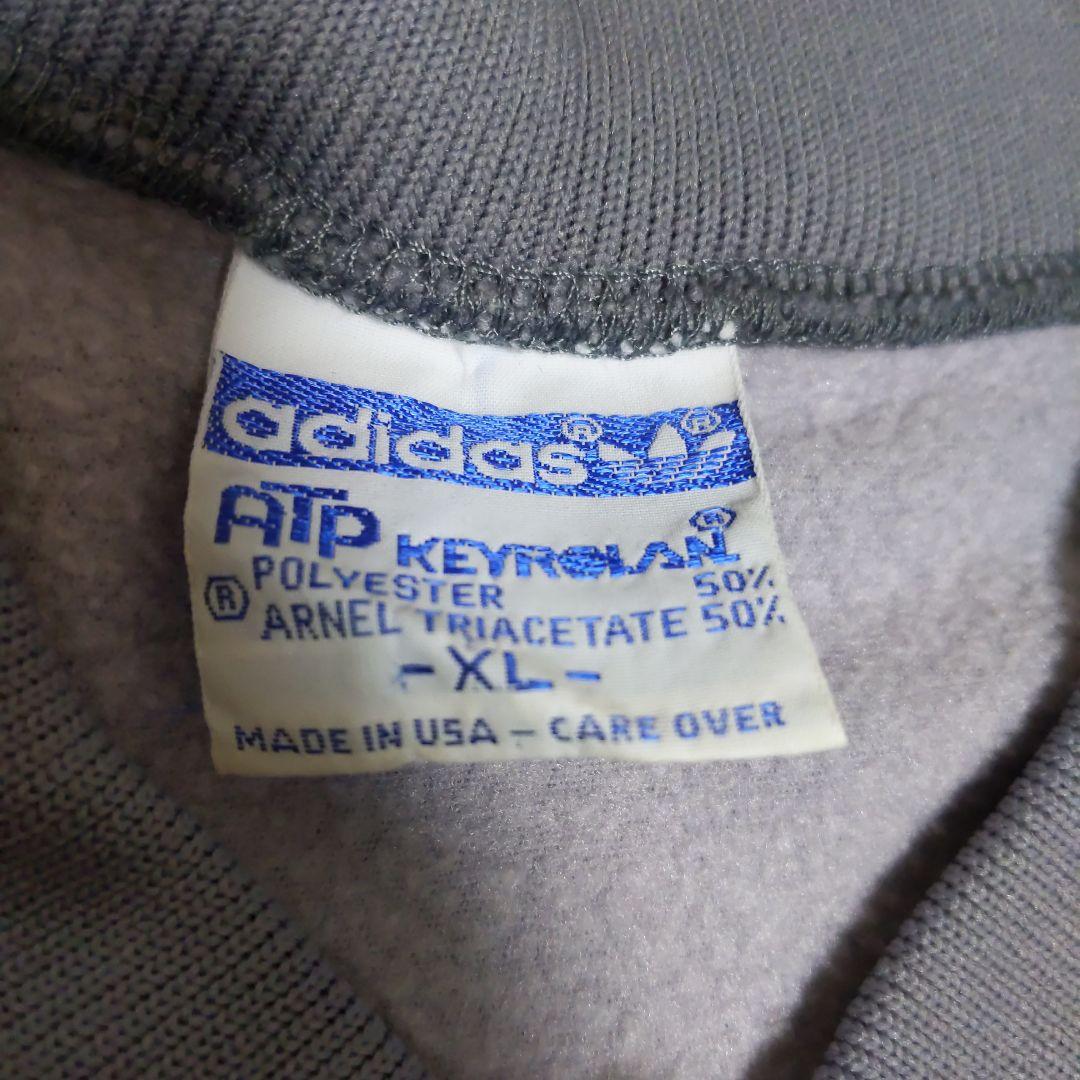 adidas®®
ATP KEYROLAN®
POLYESTER 50%
® ARNEL TRIACETATE 50%
- XL -
MADE IN USA - CARE OVER